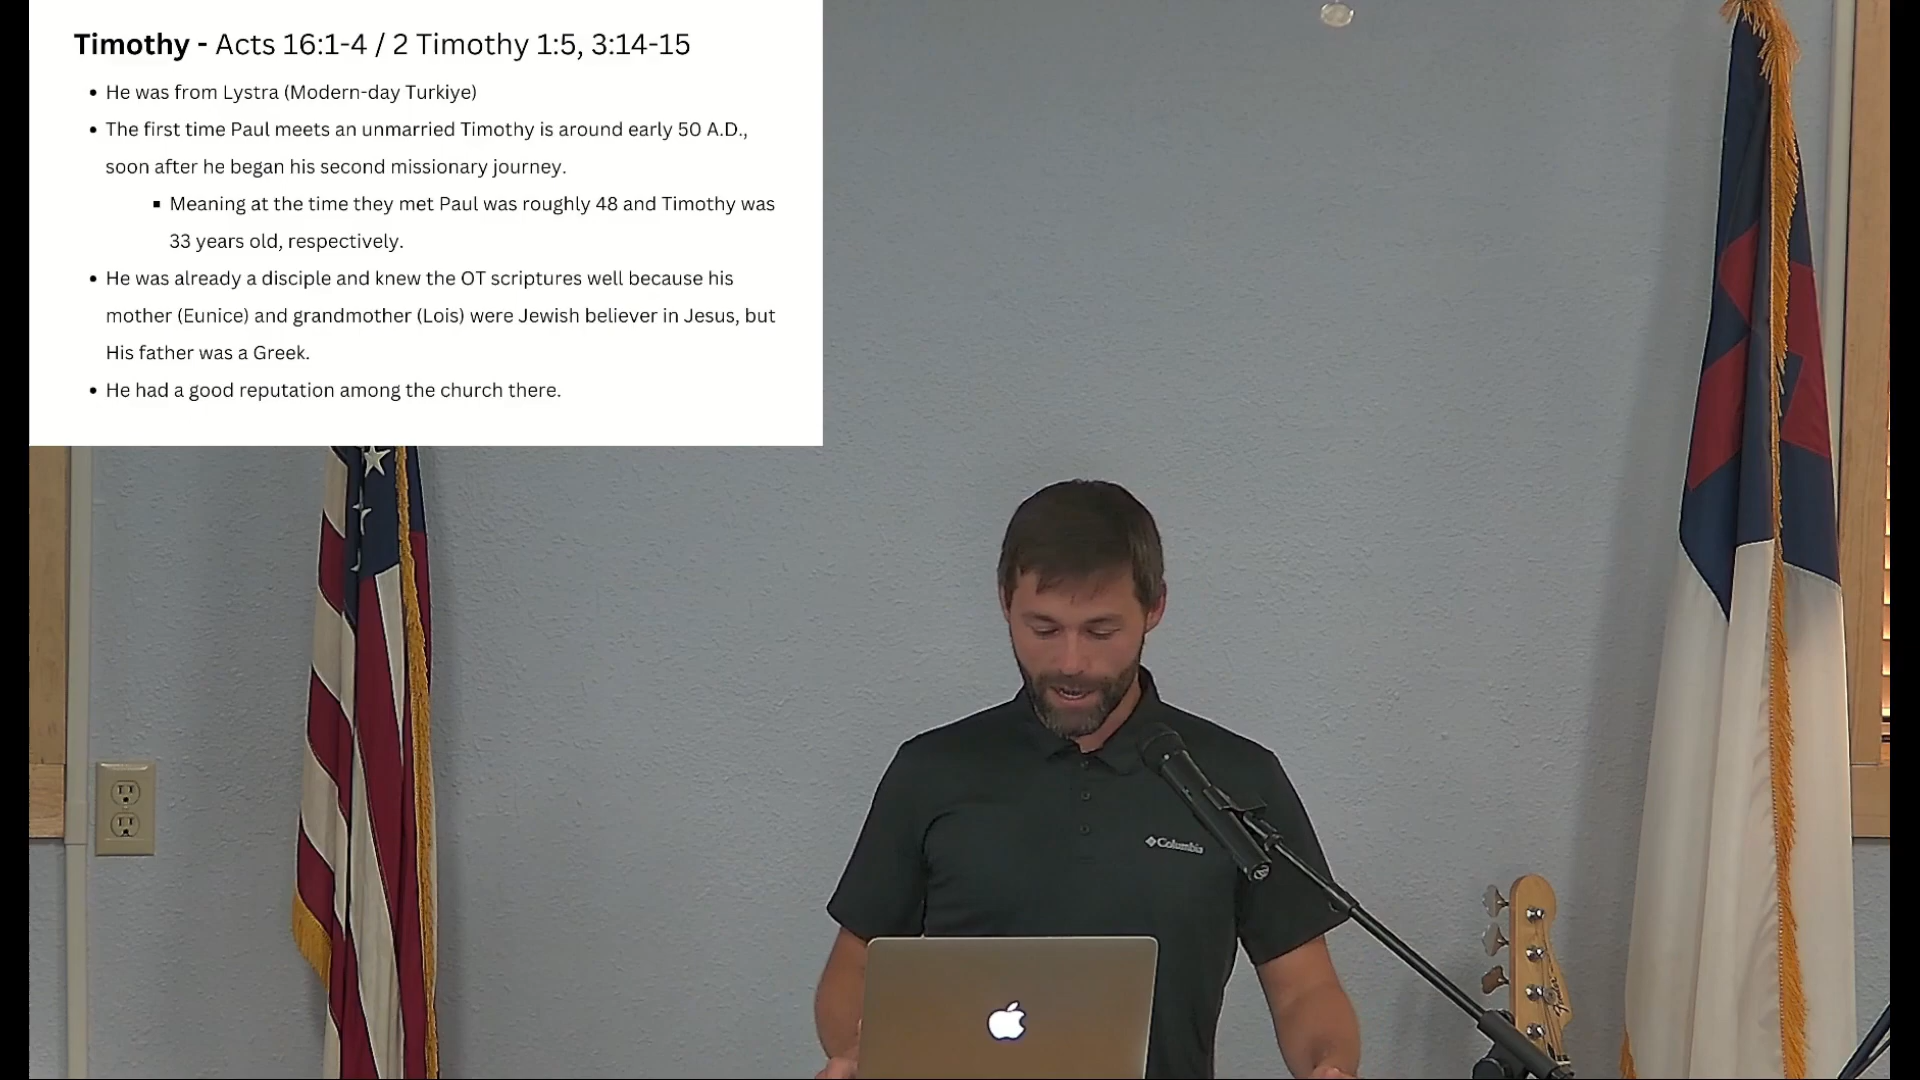 Timothy - Acts 16:1-4 / 2 Timothy 1:5, 3:14-15
• He was from Lystra (Modern-day Turkiye)
• The first time Paul meets an unmarried Timothy is around early 50 A.D.,
soon after he began his second missionary journey.
▪ Meaning at the time they met Paul was roughly 48 and Timothy was
33 years old, respectively.
• He was already a disciple and knew the OT scriptures well because his
mother (Eunice) and grandmother (Lois) were Jewish believer in Jesus, but
His father was a Greek.
• He had a good reputation among the church there.
Columbia
Fender